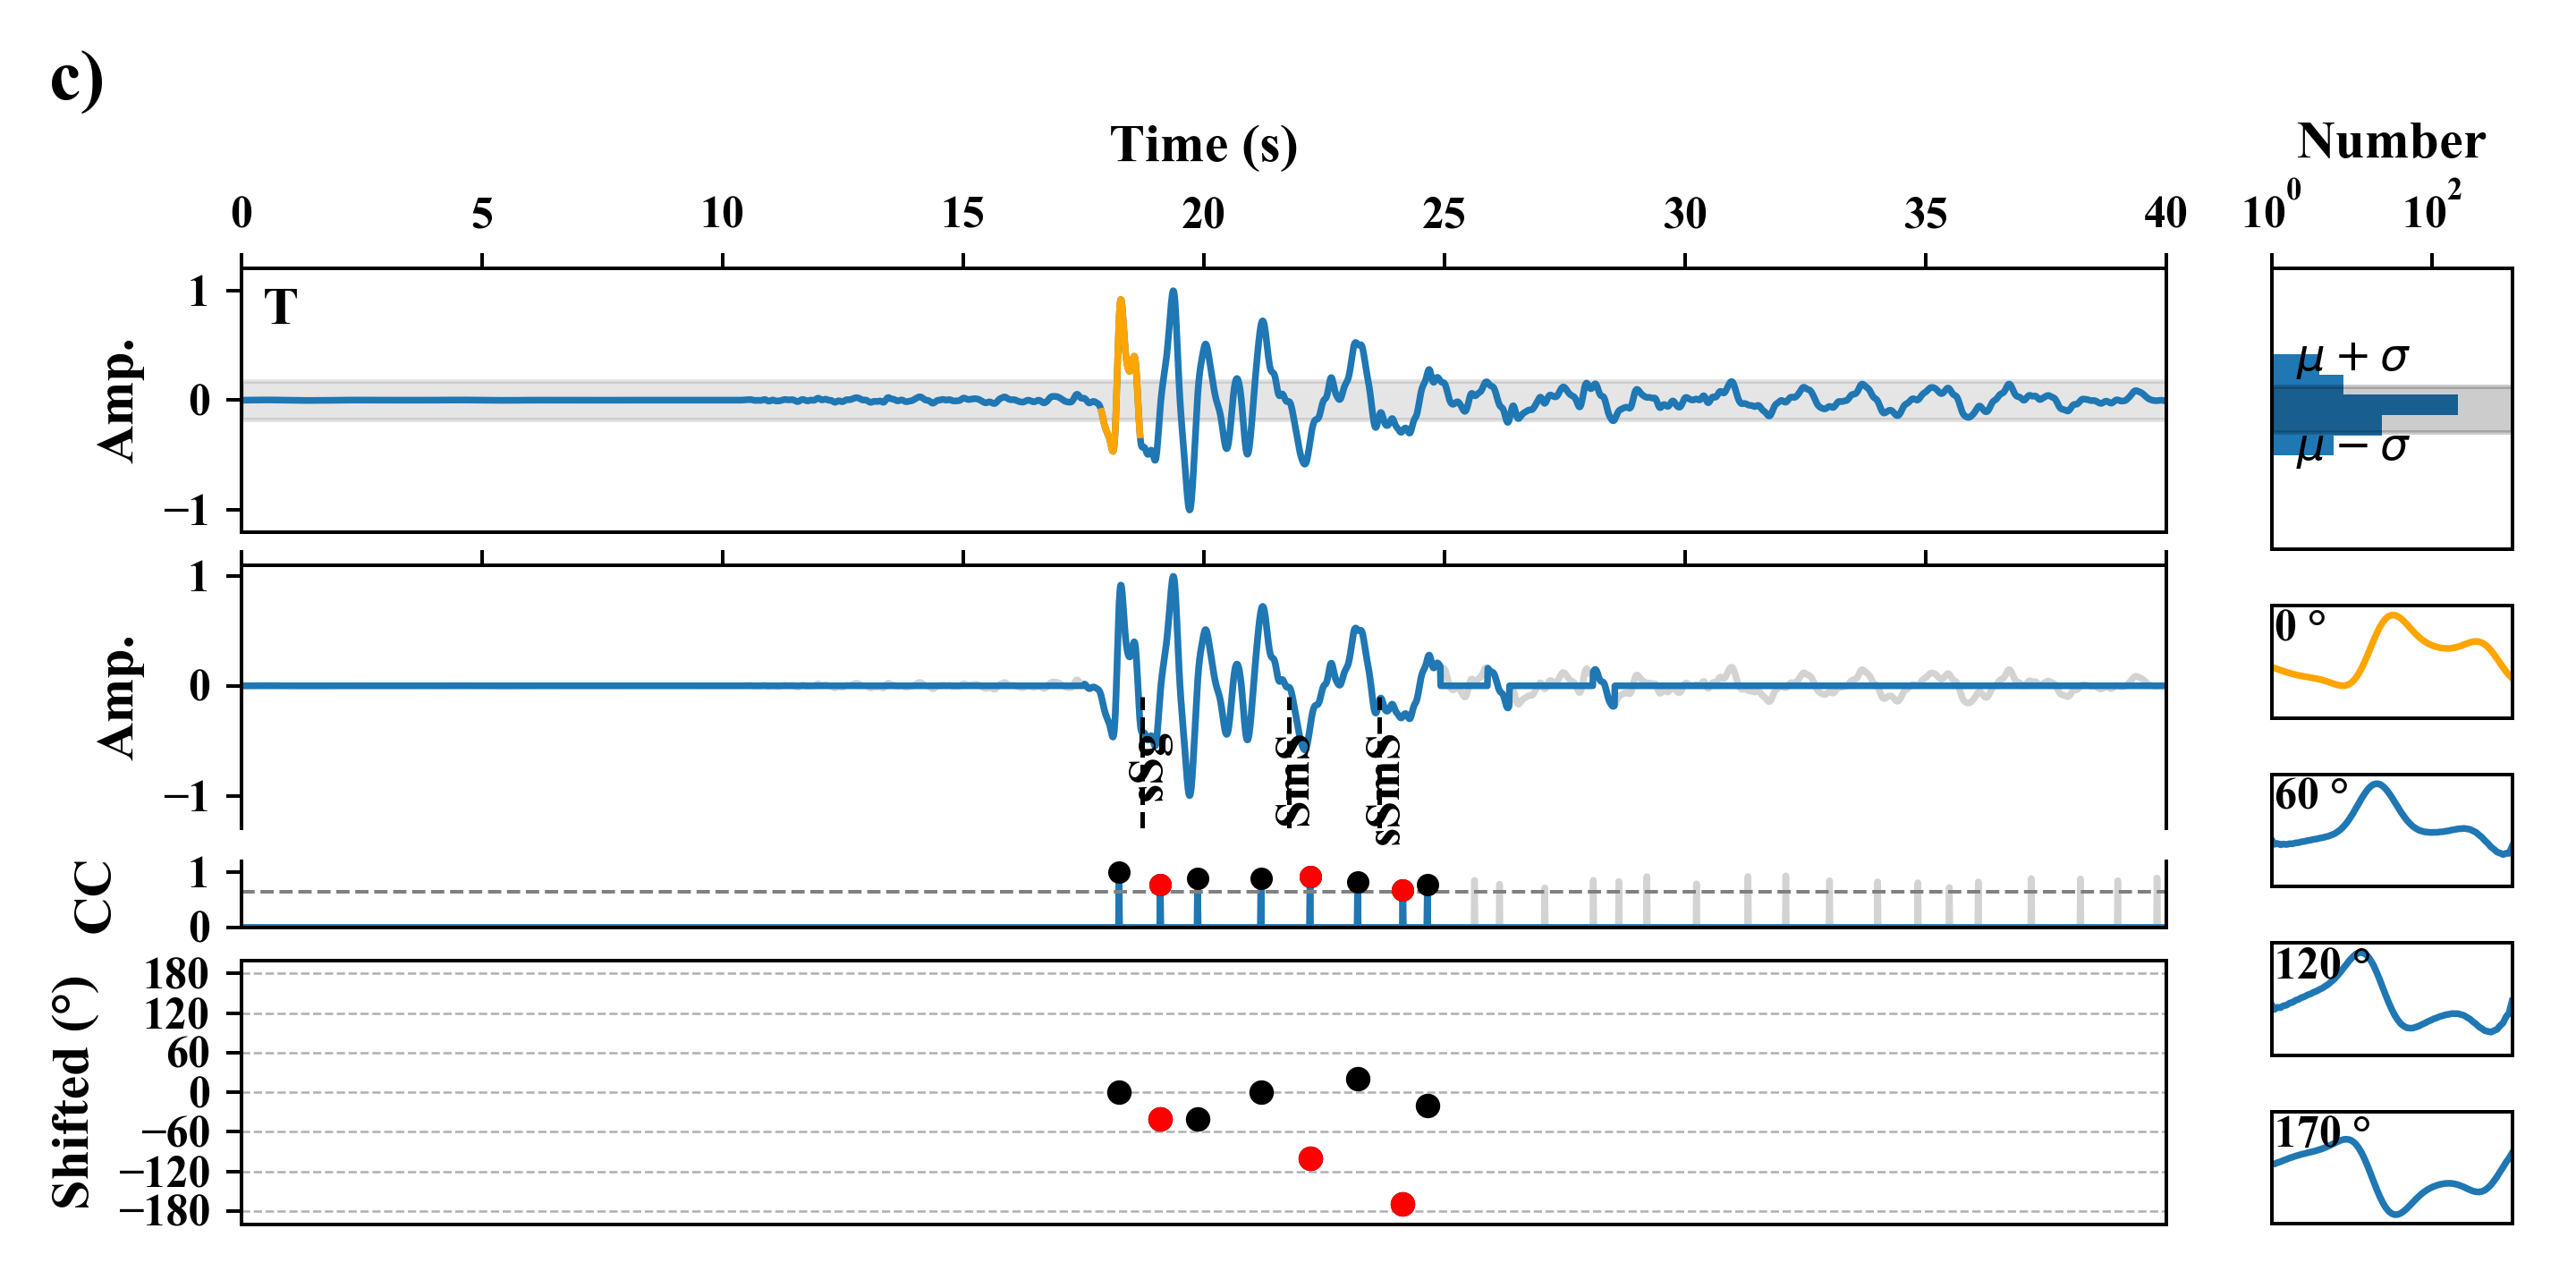 c)
Time (s)
Number
0 5 10 15 20 25 30 35 40
10^0 10^2
T
Amp.
1
0
−1
μ + σ
μ − σ
Amp.
1
0
−1
sSg
SmS
sSmS
0 °
60 °
CC
1
0
120 °
Shifted (°)
180
120
60
0
−60
−120
−180
170 °